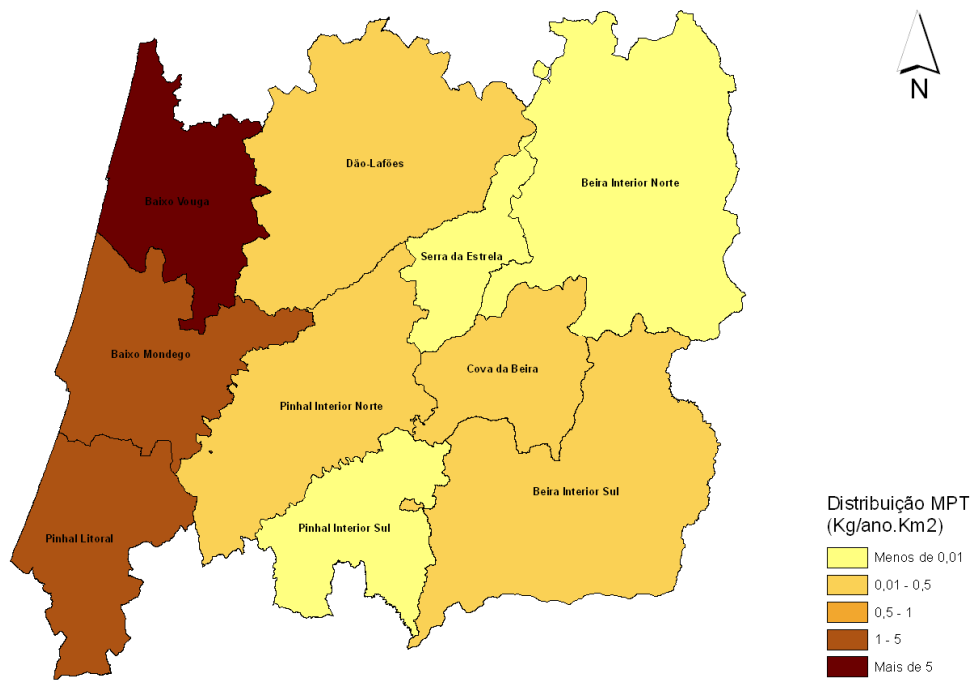 N
Dão-Lafões
Beira Interior Norte
Baixo Vouga
Serra da Estrela
Baixo Mondego
Cova da Beira
Pinhal Interior Norte
Beira Interior Sul
Pinhal Interior Sul
Pinhal Litoral
Distribuição MPT
(Kg/ano.Km2)
Menos de 0,01
0,01 - 0,5
0,5 - 1
1 - 5
Mais de 5